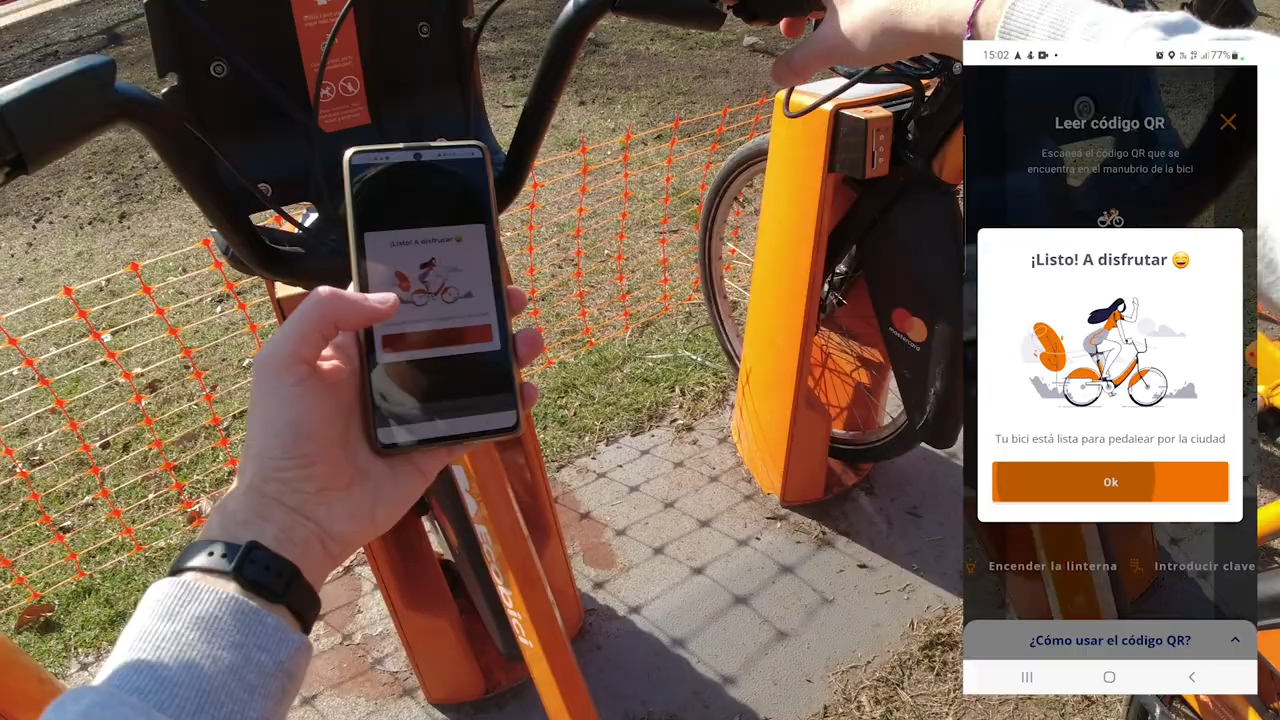 ¡Listo! A disfrutar
ECOBICI
mastercard
15:02
77%
Leer código QR
Escaneá el código QR que se
encuentra en el manubrio de la bici
¡Listo! A disfrutar
Tu bici está lista para pedalear por la ciudad
Ok
Encender la linterna
Introducir clave
¿Cómo usar el código QR?